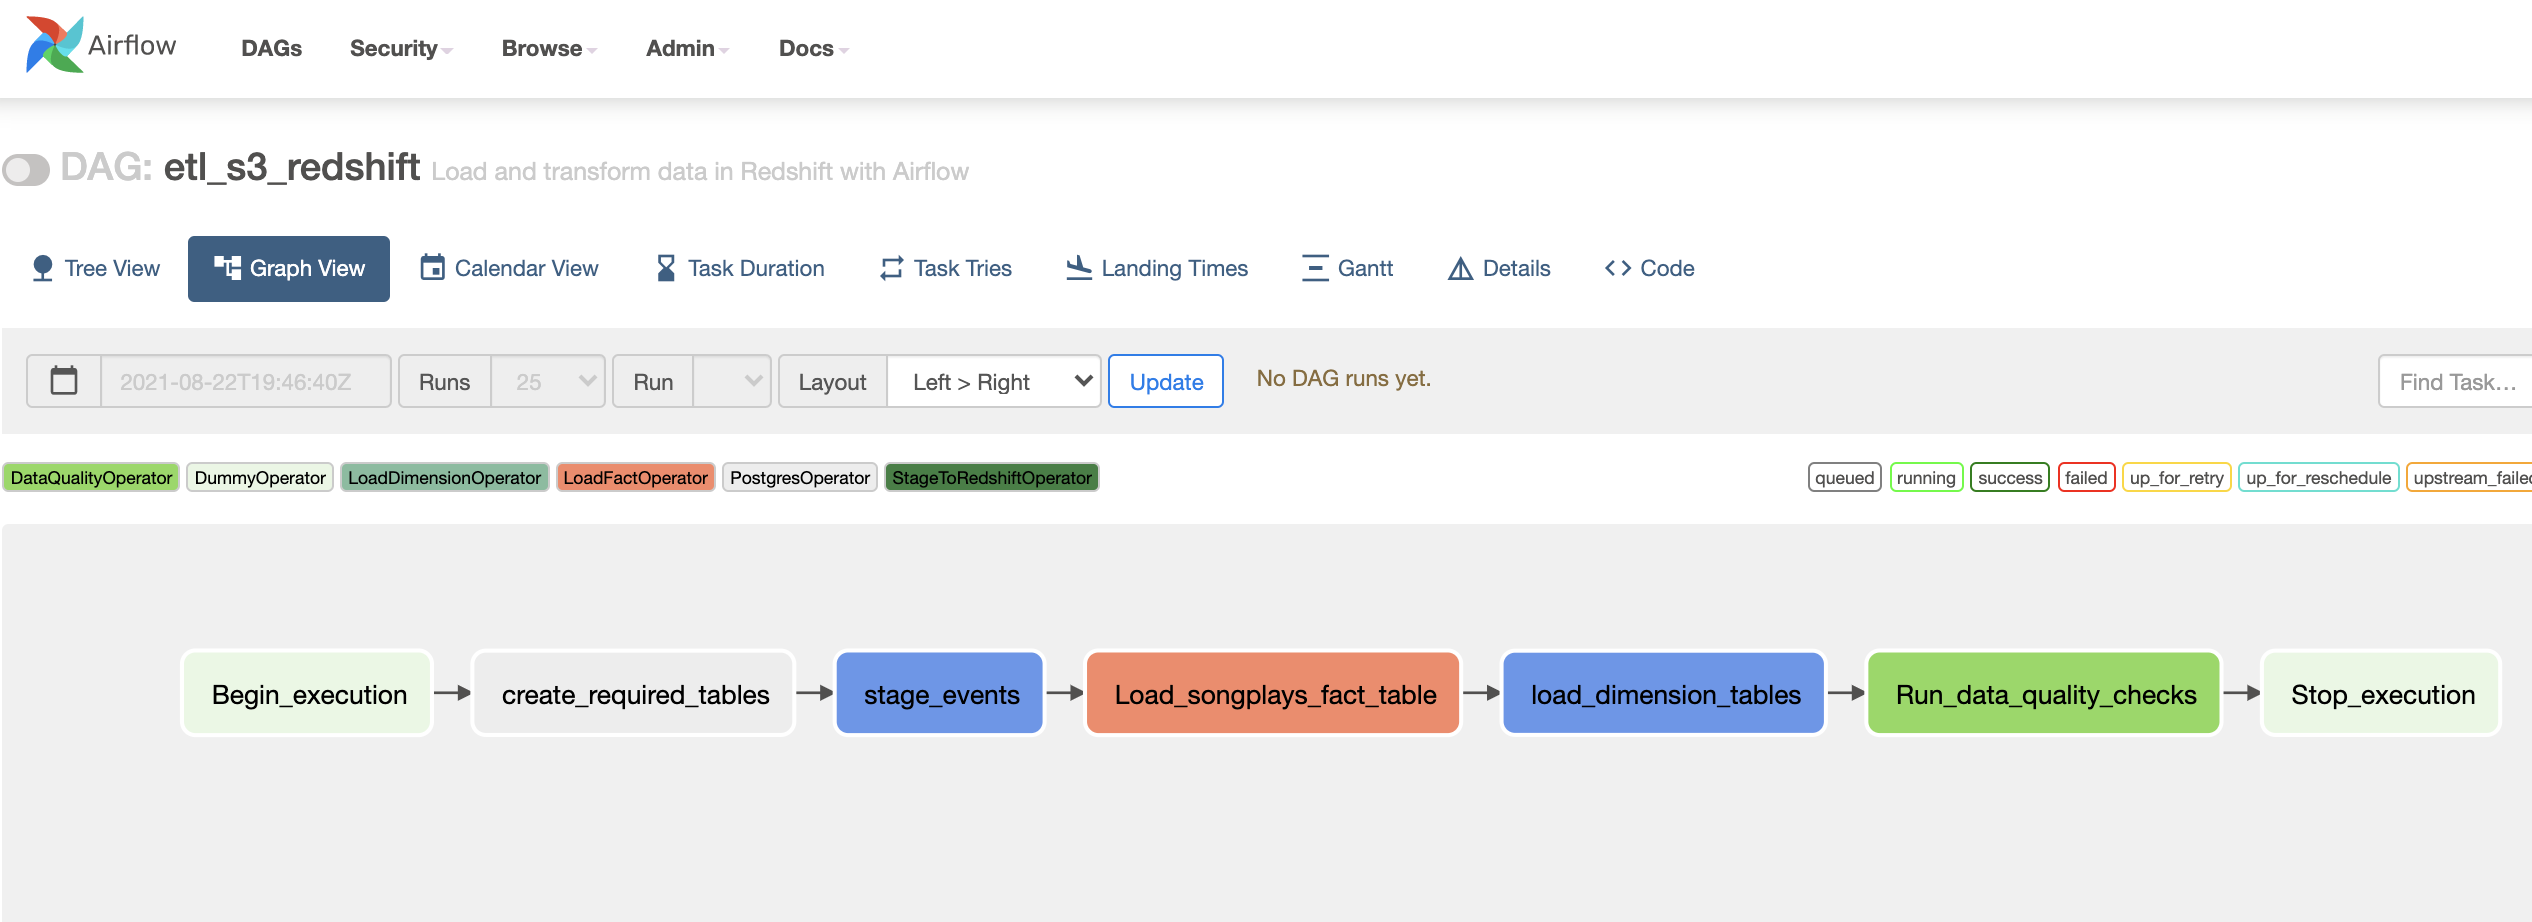 Airflow DAGs Security Browse Admin Docs
DAG: etl_s3_redshift Load and transform data in Redshift with Airflow
Tree View Graph View Calendar View Task Duration Task Tries Landing Times Gantt Details Code
2021-08-22T19:46:40Z Runs 25 Run Layout Left > Right Update No DAG runs yet. Find Task...
DataQualityOperator DummyOperator LoadDimensionOperator LoadFactOperator PostgresOperator StageToRedshiftOperator queued running success failed up_for_retry up_for_reschedule upstream_failed
Begin_execution create_required_tables stage_events Load_songplays_fact_table load_dimension_tables Run_data_quality_checks Stop_execution